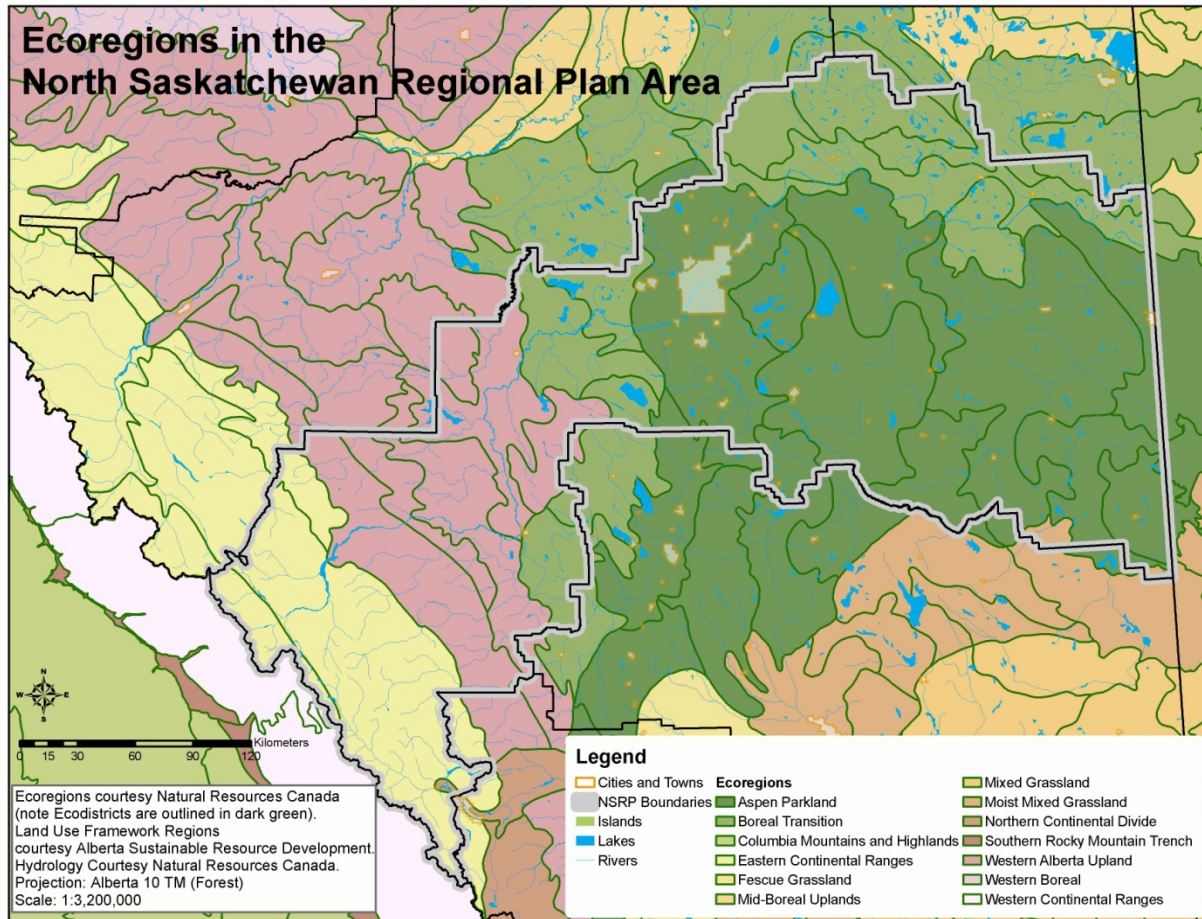 Ecoregions in the
North Saskatchewan Regional Plan Area
N
W E
S
Kilometers
0 15 30 60 90 120
Ecoregions courtesy Natural Resources Canada
(note Ecodistricts are outlined in dark green).
Land Use Framework Regions
courtesy Alberta Sustainable Resource Development.
Hydrology Courtesy Natural Resources Canada.
Projection: Alberta 10 TM (Forest)
Scale: 1:3,200,000
Legend
Cities and Towns
NSRP Boundaries
Islands
Lakes
Rivers
Ecoregions
Aspen Parkland
Boreal Transition
Columbia Mountains and Highlands
Eastern Continental Ranges
Fescue Grassland
Mid-Boreal Uplands
Mixed Grassland
Moist Mixed Grassland
Northern Continental Divide
Southern Rocky Mountain Trench
Western Alberta Upland
Western Boreal
Western Continental Ranges